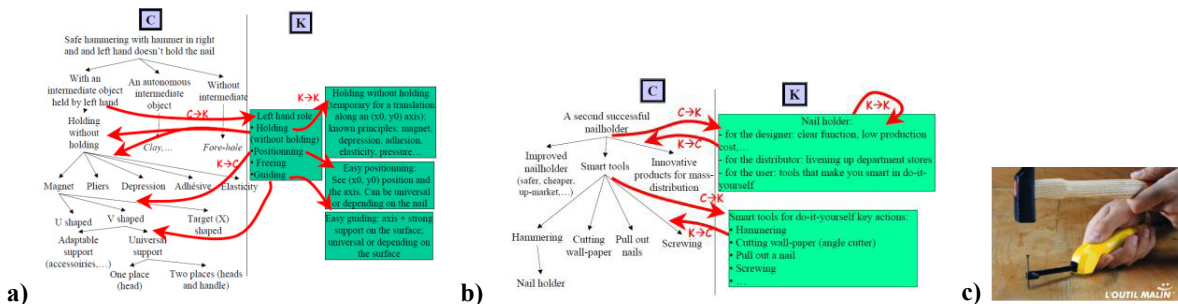 C
K
Safe hammering with hammer in right
and and left hand doesn't hold the nail
With an
intermediate object
held by left hand
An autonomous
intermediate
object
Without
intermediate
C→K
K→K
Holding
without
holding
Clay,...
Fore-hole
K→C
Left hand role:
• Holding
(without holding)
• Positionning
• Freeing
• Guiding
Holding without holding
temporary for a translation
along an (x0, y0) axis):
known principles: magnet,
depression, adhesion,
elasticity, pressure...
Magnet
Pliers
Depression
Adhésive
Elasticity
Easy positionning:
See (x0, y0) position and
the axis. Can be universal
or depending on the nail
U shaped
V shaped
Target (X)
shaped
Easy guiding: axis + strong
support on the surface;
universal or depending on
the surface
Adaptable
support
(accessoiries,…)
Universal
support
One place
(head)
Two places (heads
and handle)
a)
C
K
K→K
A second successful
nailholder
C→K
K→C
Nail holder:
- for the designer: clear function, low production
cost,…
- for the distributor: livening up department stores
- for the user: tools that make you smart in do-it-
yourself
Improved
nailholder
(safer, cheaper,
up-market,…)
Smart tools
Innovative
products for mass-
distribution
C→K
K→C
Smart tools for do-it-yourself key actions:
• Hammering
• Cutting wall-paper (angle cutter)
• Pull out a nail
• Screwing
• …
Hammering
Cutting
wall-paper
Pull out
nails
Screwing
Nail holder
b)
c)
L'OUTIL MALIN